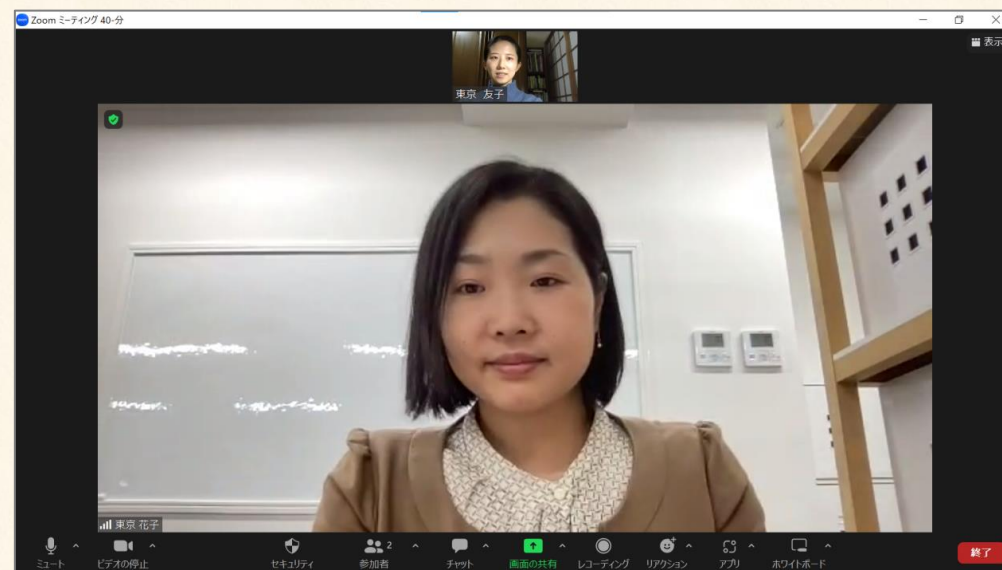 Zoom ミーティング 40-分
表示
東京 友子
東京 花子
ミュート
ビデオの停止
セキュリティ
2
参加者
チャット
画面の共有
レコーディング
リアクション
アプリ
ホワイトボード
終了